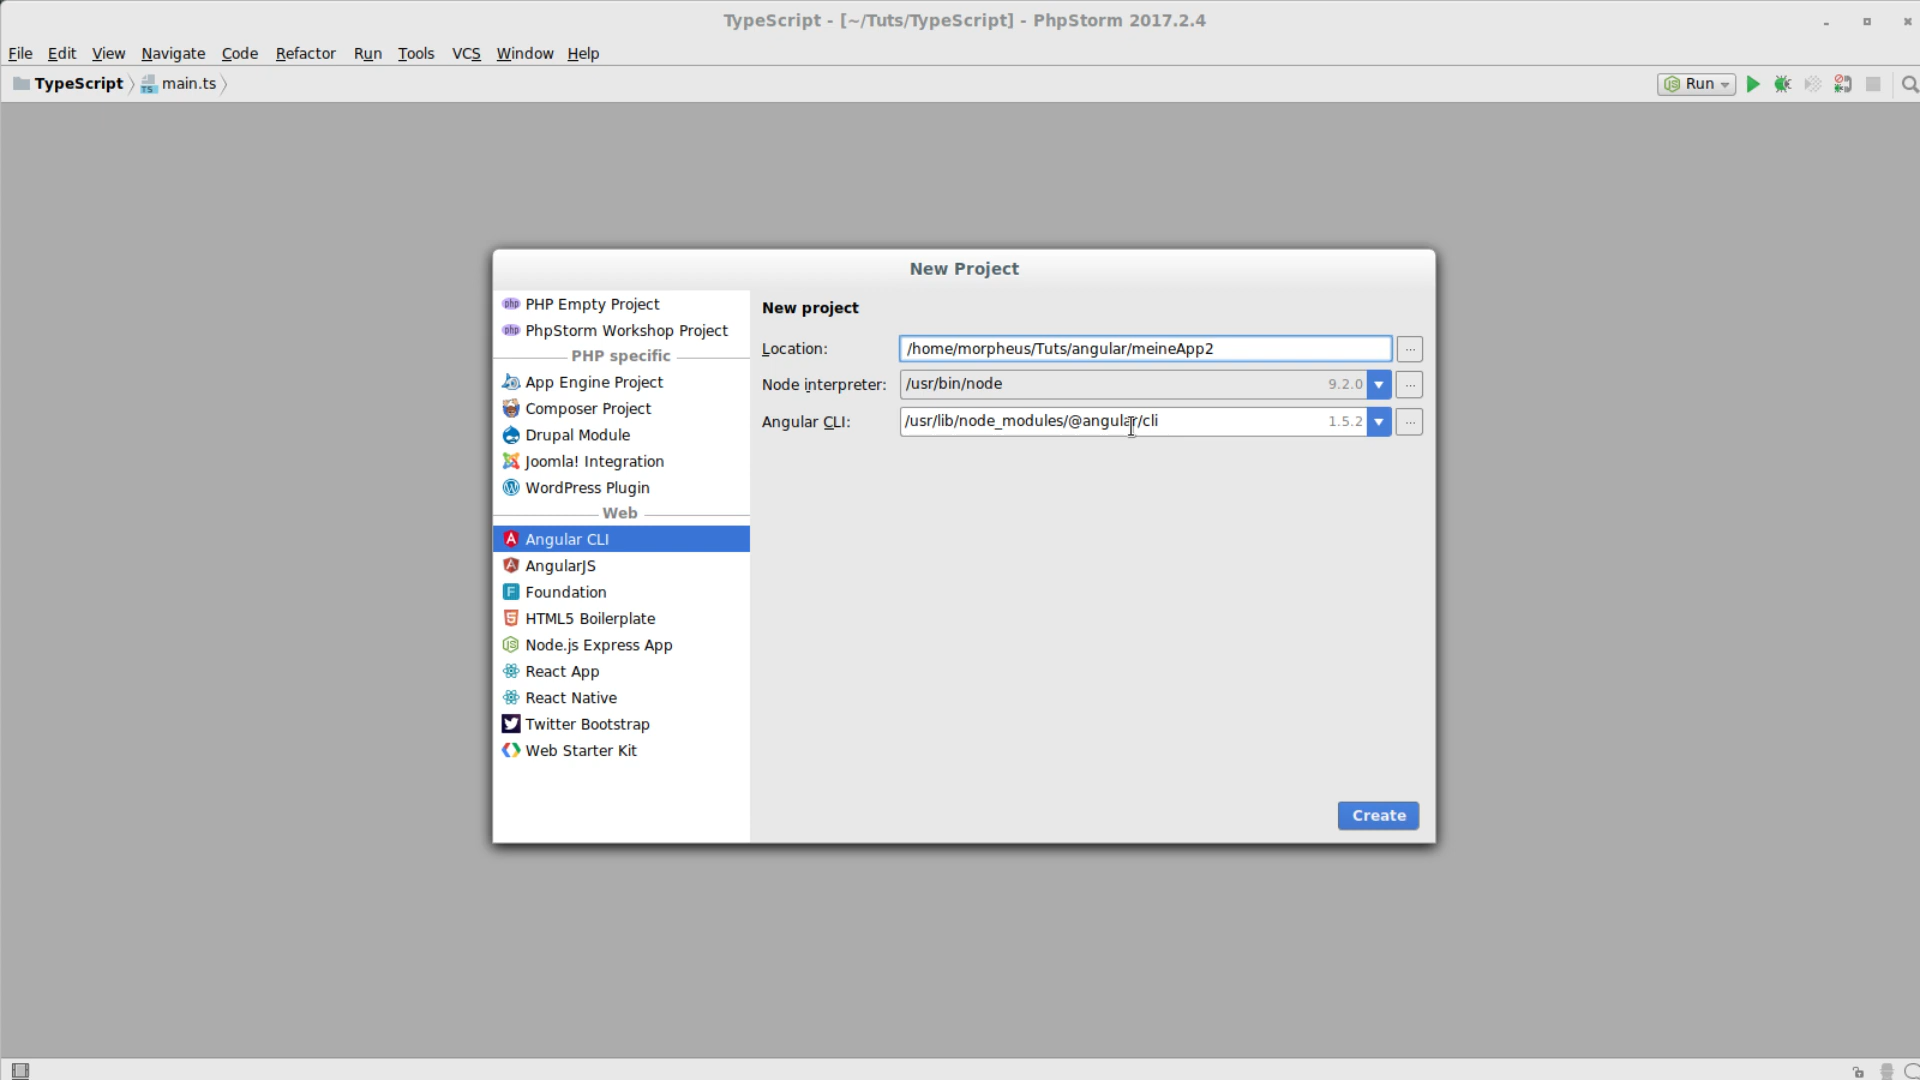 TypeScript - [~/Tuts/TypeScript] - PhpStorm 2017.2.4
File Edit View Navigate Code Refactor Run Tools VCS Window Help
TypeScript main.ts Run
New Project
PHP Empty Project
PhpStorm Workshop Project
PHP specific
App Engine Project
Composer Project
Drupal Module
Joomla! Integration
WordPress Plugin
Web
Angular CLI
AngularJS
Foundation
HTML5 Boilerplate
Node.js Express App
React App
React Native
Twitter Bootstrap
Web Starter Kit
New project
Location: /home/morpheus/Tuts/angular/meineApp2 ...
Node interpreter: /usr/bin/node 9.2.0 ...
Angular CLI: /usr/lib/node_modules/@angular/cli 1.5.2 ...
Create